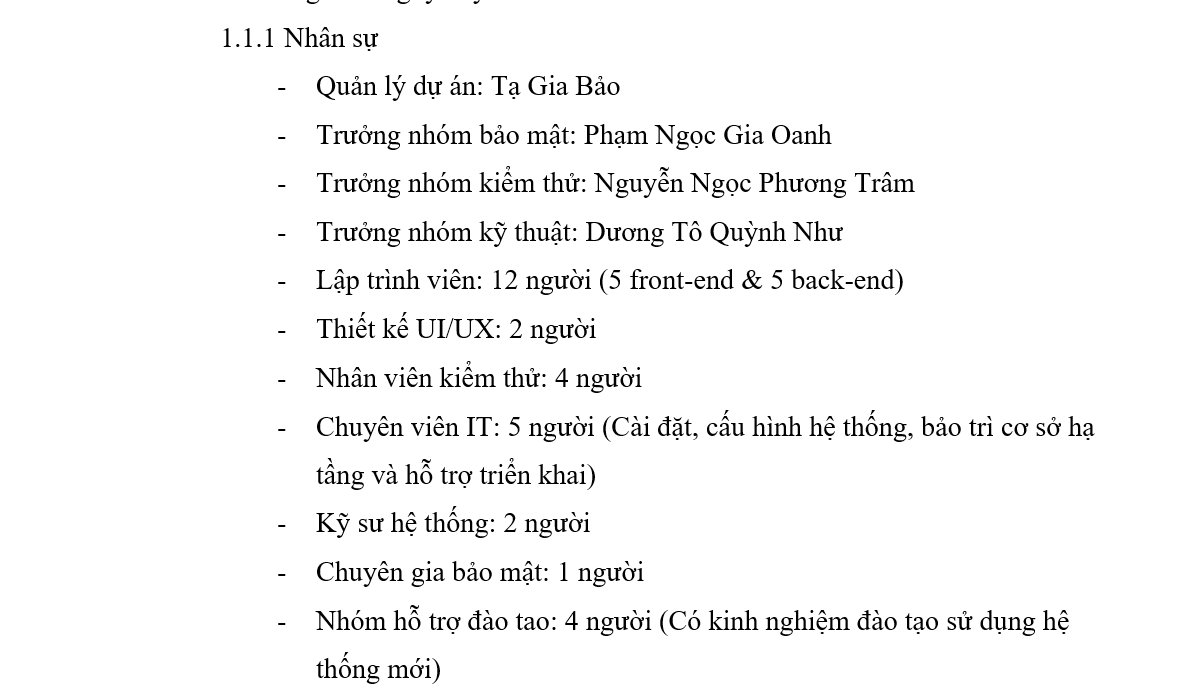 1.1.1 Nhân sự
- Quản lý dự án: Tạ Gia Bảo
- Trưởng nhóm bảo mật: Phạm Ngọc Gia Oanh
- Trưởng nhóm kiểm thử: Nguyễn Ngọc Phương Trâm
- Trưởng nhóm kỹ thuật: Dương Tô Quỳnh Như
- Lập trình viên: 12 người (5 front-end & 5 back-end)
- Thiết kế UI/UX: 2 người
- Nhân viên kiểm thử: 4 người
- Chuyên viên IT: 5 người (Cài đặt, cấu hình hệ thống, bảo trì cơ sở hạ
tầng và hỗ trợ triển khai)
- Kỹ sư hệ thống: 2 người
- Chuyên gia bảo mật: 1 người
- Nhóm hỗ trợ đào tao: 4 người (Có kinh nghiệm đào tạo sử dụng hệ
thống mới)